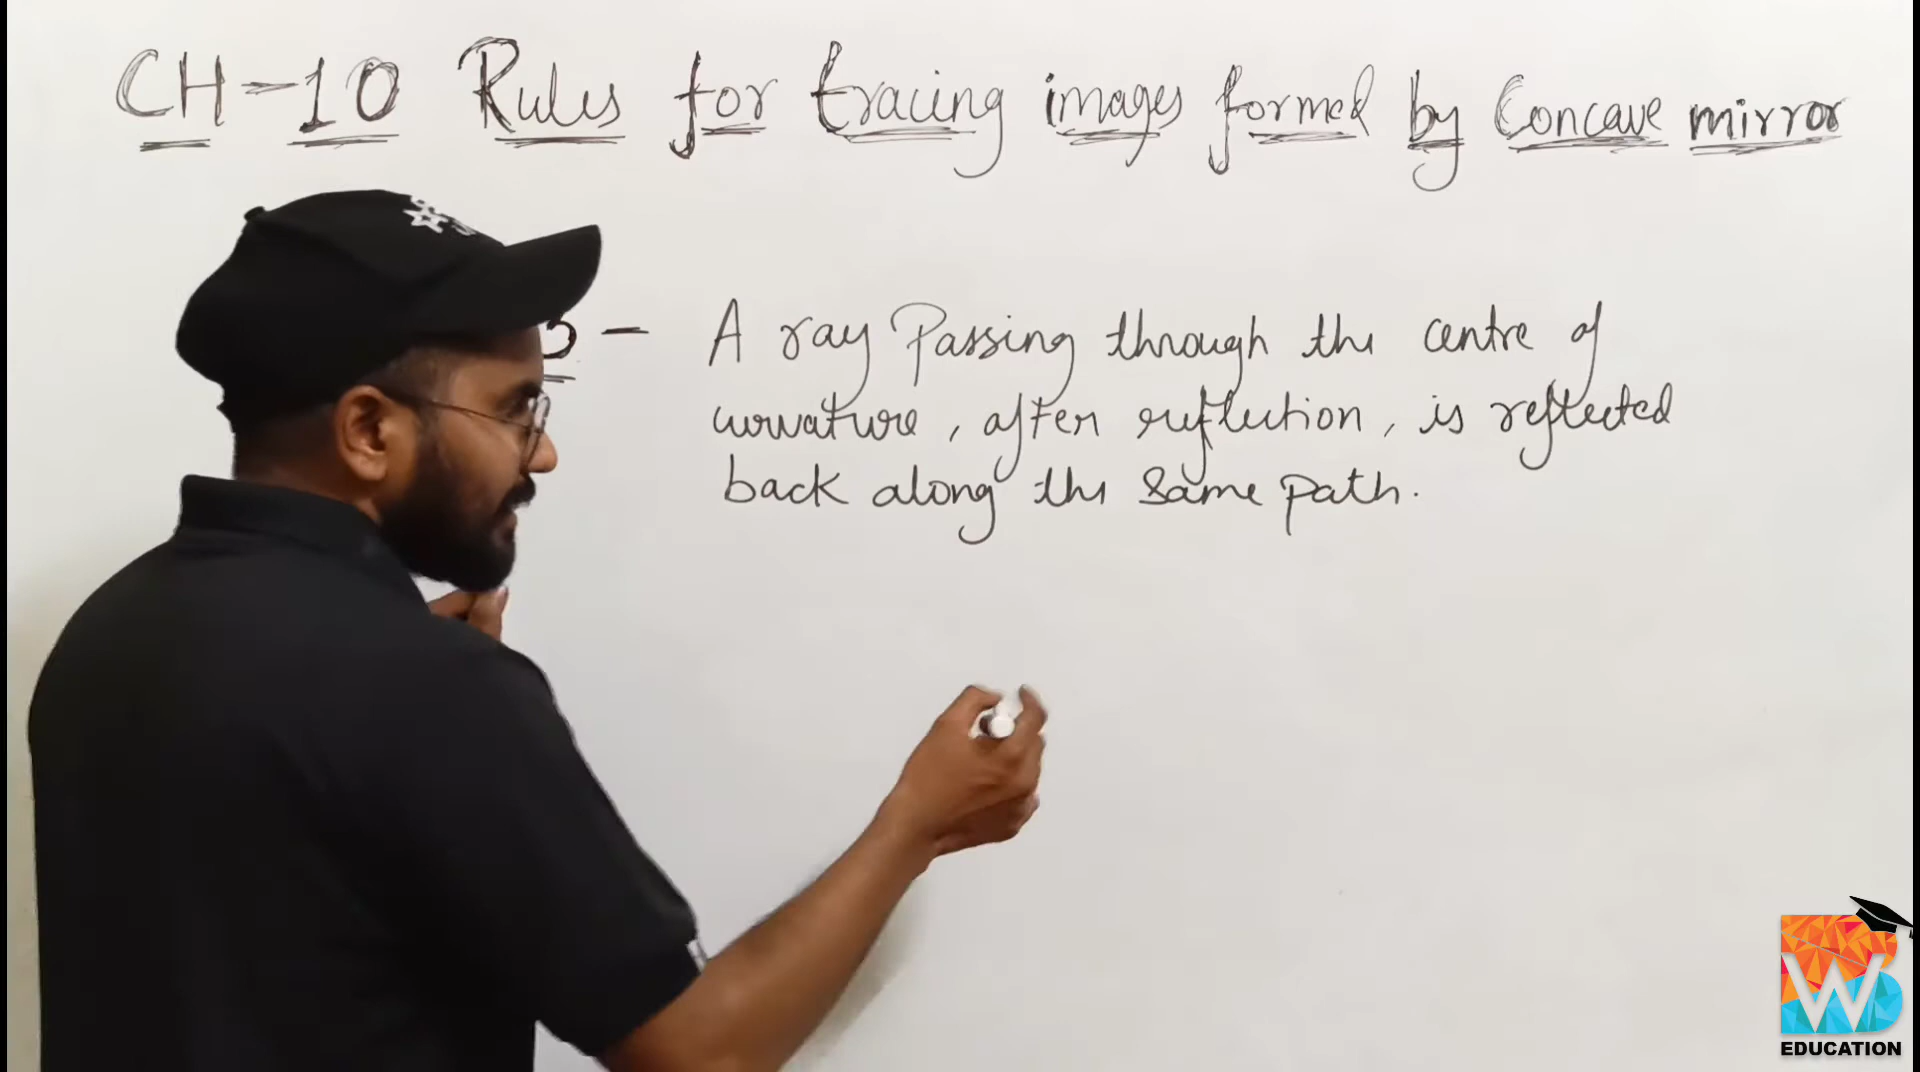 CH-10 Rules for tracing images formed by Concave mirror
3 - A ray Passing through the centre of
curvature, after reflection, is reflected
back along the same path.
WB
EDUCATION